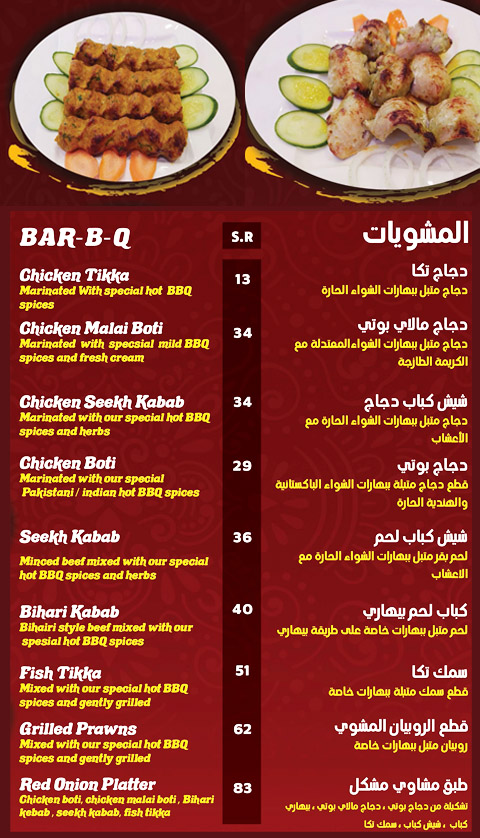 BAR-B-Q S.R المشويات
Chicken Tikka 13 دجاج تكا
Marinated With special hot BBQ
spices
دجاج متبل ببهارات الشواء الحارة
Chicken Malai Boti 34 دجاج مالاي بوتي
Marinated with specsial mild BBQ
spices and fresh cream
دجاج متبل ببهارات الشواءالمعتدلة مع
الكريمة الطازجة
Chicken Seekh Kabab 34 شيش كباب دجاج
Marinated with our special hot BBQ
spices and herbs
دجاج متبل ببهارات الشواء الحارة مع
الأعشاب
Chicken Boti 29 دجاج بوتي
Marinated with our special
Pakistani / indian hot BBQ spices
قطع دجاج متبلة ببهارات الشواء الباكستانية
والهندية الحارة
Seekh Kabab 36 شيش كباب لحم
Minced beef mixed with our special
hot BBQ spices and herbs
لحم بقر متبل ببهارات الشواء الحارة مع
الاعشاب
Bihari Kabab 40 كباب لحم بيهاري
Bihairi style beef mixed with our
spesial hot BBQ spices
لحم متبل ببهارات خاصة على طريقة بيهاري
Fish Tikka 51 سمك تكا
Mixed with our special hot BBQ
spices and gently grilled
قطع سمك متبلة ببهارات خاصة
Grilled Prawns 62 قطع الروبيان المشوي
Mixed with our special hot BBQ
spices and gently grilled
روبيان متبل ببهارات خاصة
Red Onion Platter 83 طبق مشاوي مشكل
Chicken boti, chicken malai boti , Bihari
kebab , seekh kabab, fish tikka
تشكيلة من دجاج بوتي ، دجاج مالاي بوتي ، بيهاري
كباب ، شيش كباب ، سمك تكا